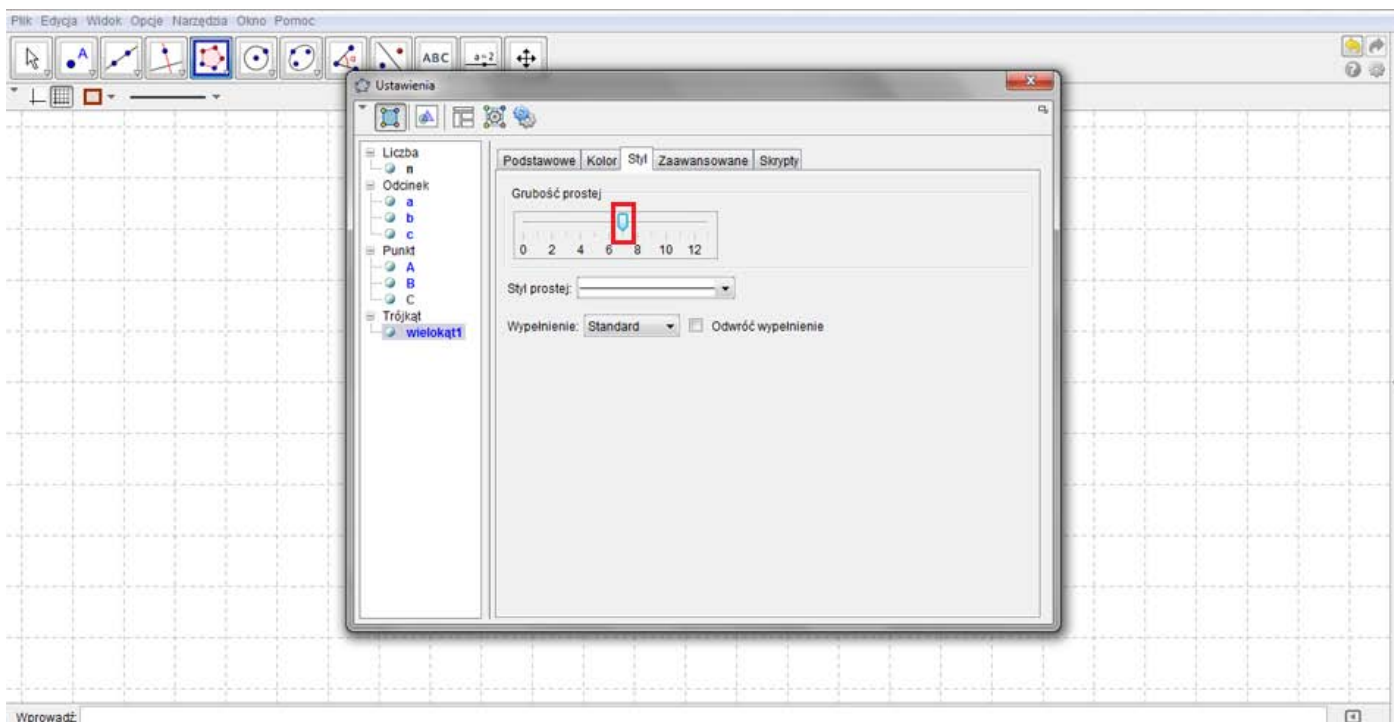 Plik Edycja Widok Opcje Narzędzia Okno Pomoc
A
ABC
a=2
Ustawienia
Liczba
n
Odcinek
a
b
c
Punkt
A
B
C
Trójkąt
wielokąt1
Podstawowe Kolor Styl Zaawansowane Skrypty
Grubość prostej
0 2 4 6 8 10 12
Styl prostej:
Wypełnienie: Standard Odwróć wypełnienie
Wprowadź: